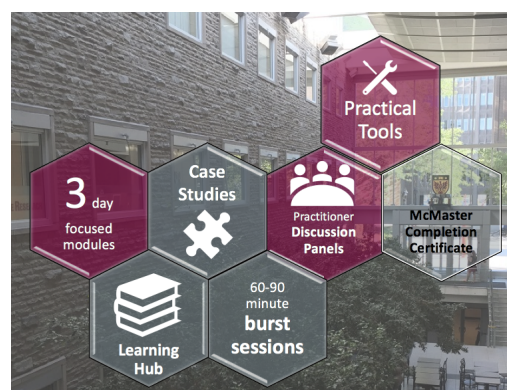 Practical
Tools
3 day
focused
modules
Case
Studies
Practitioner
Discussion
Panels
McMaster
Completion
Certificate
Learning
Hub
60-90
minute
burst
sessions